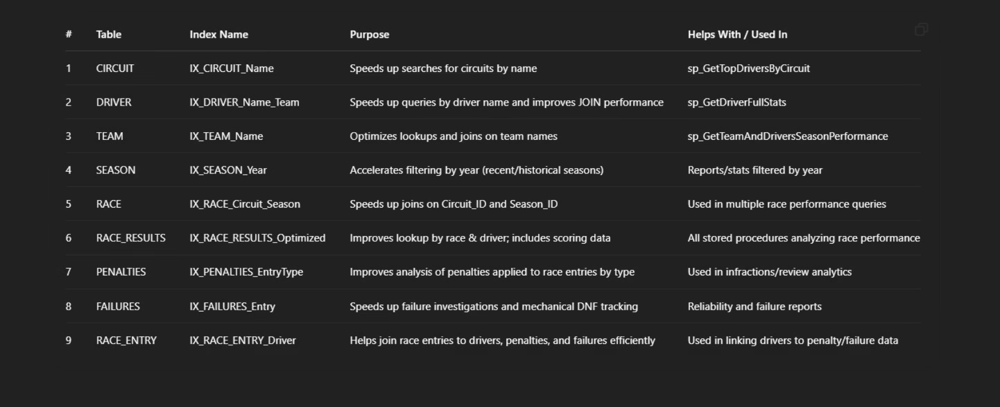 # Table Index Name Purpose Helps With / Used In
1 CIRCUIT IX_CIRCUIT_Name Speeds up searches for circuits by name sp_GetTopDriversByCircuit
2 DRIVER IX_DRIVER_Name_Team Speeds up queries by driver name and improves JOIN performance sp_GetDriverFullStats
3 TEAM IX_TEAM_Name Optimizes lookups and joins on team names sp_GetTeamAndDriversSeasonPerformance
4 SEASON IX_SEASON_Year Accelerates filtering by year (recent/historical seasons) Reports/stats filtered by year
5 RACE IX_RACE_Circuit_Season Speeds up joins on Circuit_ID and Season_ID Used in multiple race performance queries
6 RACE_RESULTS IX_RACE_RESULTS_Optimized Improves lookup by race & driver; includes scoring data All stored procedures analyzing race performance
7 PENALTIES IX_PENALTIES_EntryType Improves analysis of penalties applied to race entries by type Used in infractions/review analytics
8 FAILURES IX_FAILURES_Entry Speeds up failure investigations and mechanical DNF tracking Reliability and failure reports
9 RACE_ENTRY IX_RACE_ENTRY_Driver Helps join race entries to drivers, penalties, and failures efficiently Used in linking drivers to penalty/failure data